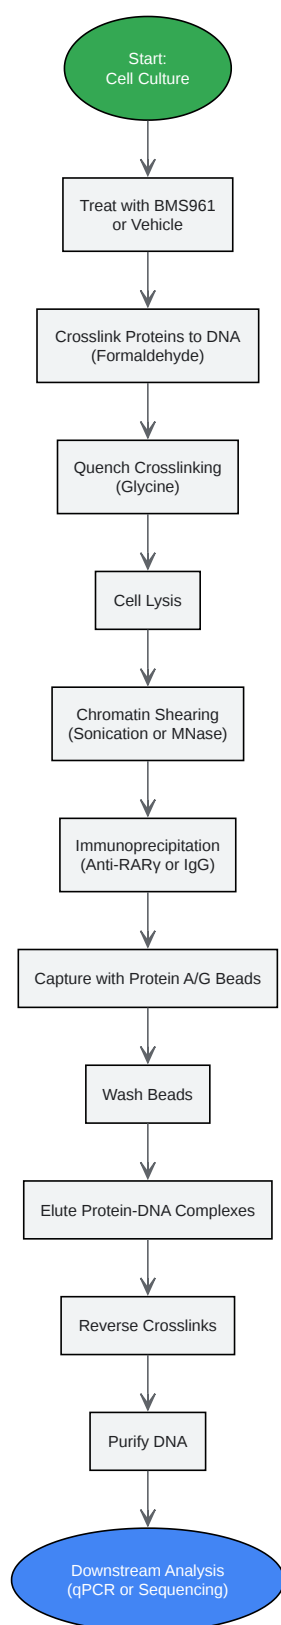 Start:
Cell Culture
Treat with BMS961
or Vehicle
Crosslink Proteins to DNA
(Formaldehyde)
Quench Crosslinking
(Glycine)
Cell Lysis
Chromatin Shearing
(Sonication or MNase)
Immunoprecipitation
(Anti-RARγ or IgG)
Capture with Protein A/G Beads
Wash Beads
Elute Protein-DNA Complexes
Reverse Crosslinks
Purify DNA
Downstream Analysis
(qPCR or Sequencing)